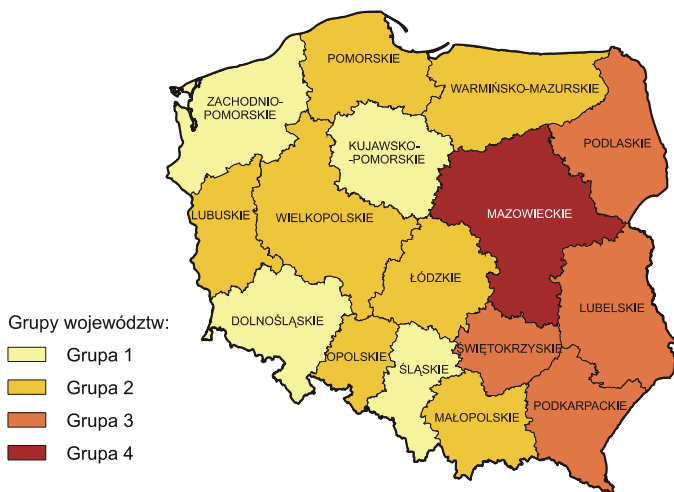 POMORSKIE
WARMIŃSKO-MAZURSKIE
ZACHODNIO-
POMORSKIE
KUJAWSKO-
-POMORSKIE
PODLASKIE
LUBUSKIE
WIELKOPOLSKIE
MAZOWIECKIE
ŁÓDZKIE
LUBELSKIE
DOLNOŚLĄSKIE
OPOLSKIE
ŚLĄSKIE
ŚWIĘTOKRZYSKIE
MAŁOPOLSKIE
PODKARPACKIE
Grupy województw:
Grupa 1
Grupa 2
Grupa 3
Grupa 4